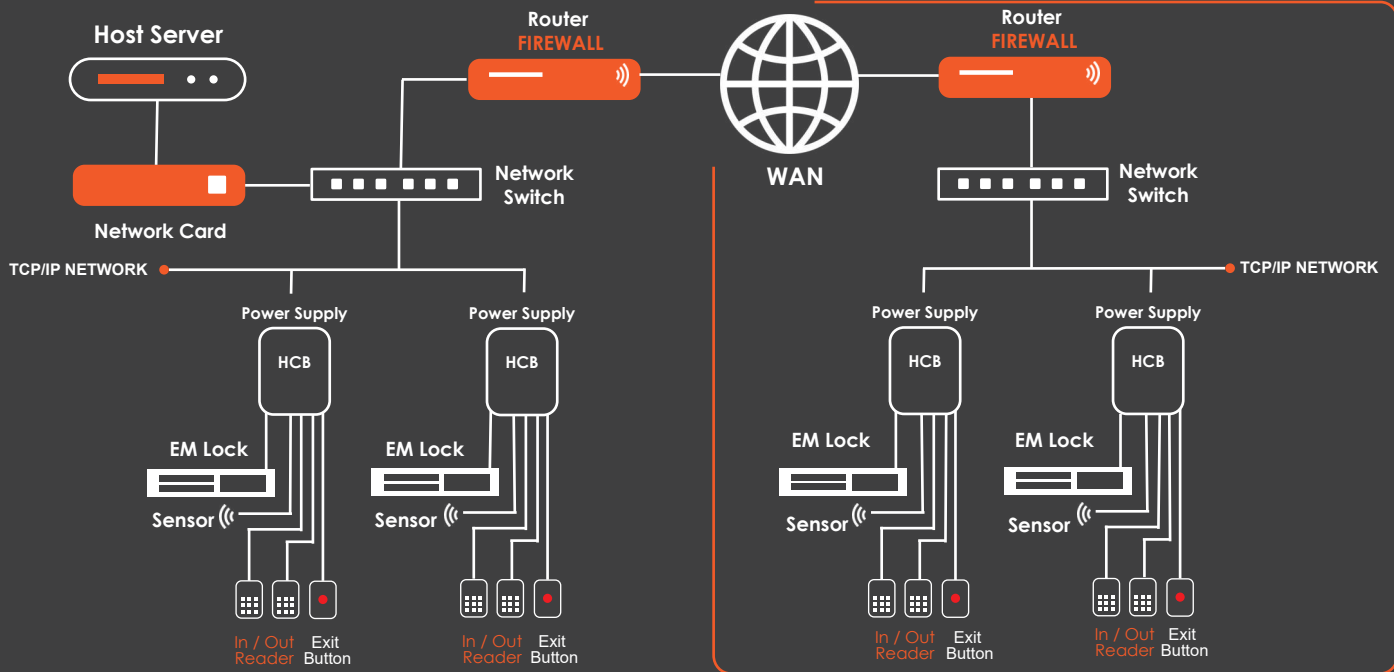 Host Server
Router
FIREWALL
Router
FIREWALL
WAN
Network
Switch
Network
Switch
Network Card
TCP/IP NETWORK
TCP/IP NETWORK
Power Supply
Power Supply
Power Supply
Power Supply
HCB
HCB
HCB
HCB
EM Lock
EM Lock
EM Lock
EM Lock
Sensor
Sensor
Sensor
Sensor
In / Out
Reader
Exit
Button
In / Out
Reader
Exit
Button
In / Out
Reader
Exit
Button
In / Out
Reader
Exit
Button